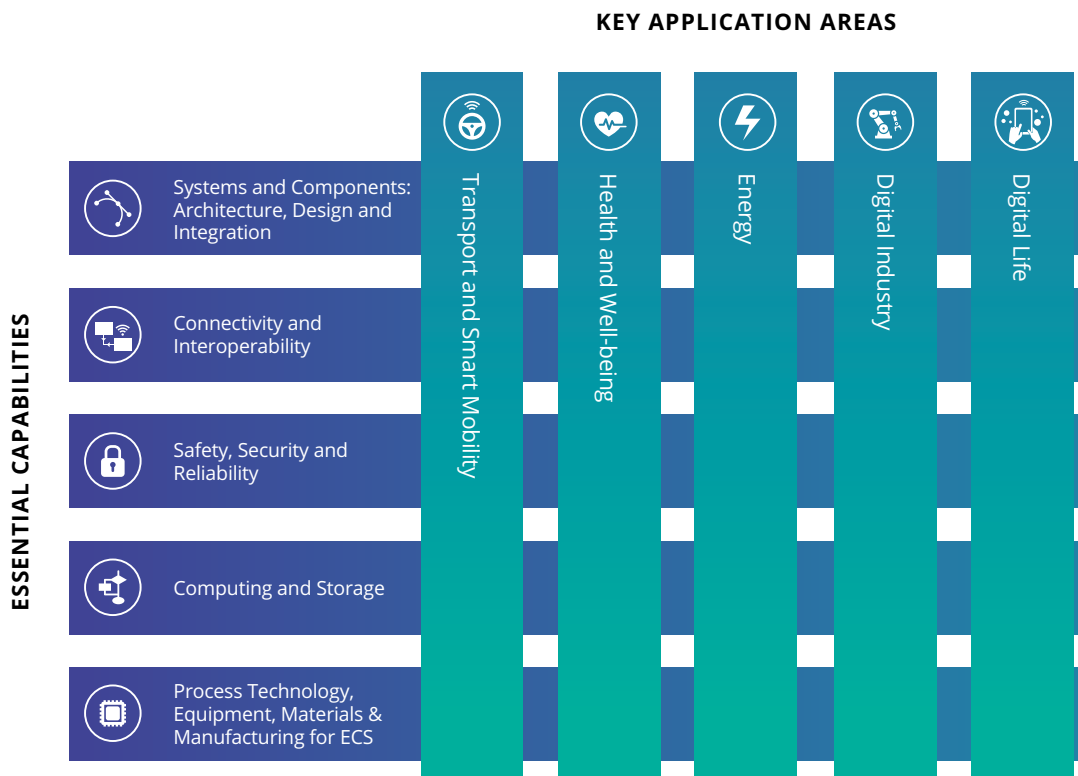 KEY APPLICATION AREAS
Transport and Smart Mobility
Health and Well-being
Energy
Digital Industry
Digital Life
ESSENTIAL CAPABILITIES
Systems and Components:
Architecture, Design and
Integration
Connectivity and
Interoperability
Safety, Security and
Reliability
Computing and Storage
Process Technology,
Equipment, Materials &
Manufacturing for ECS